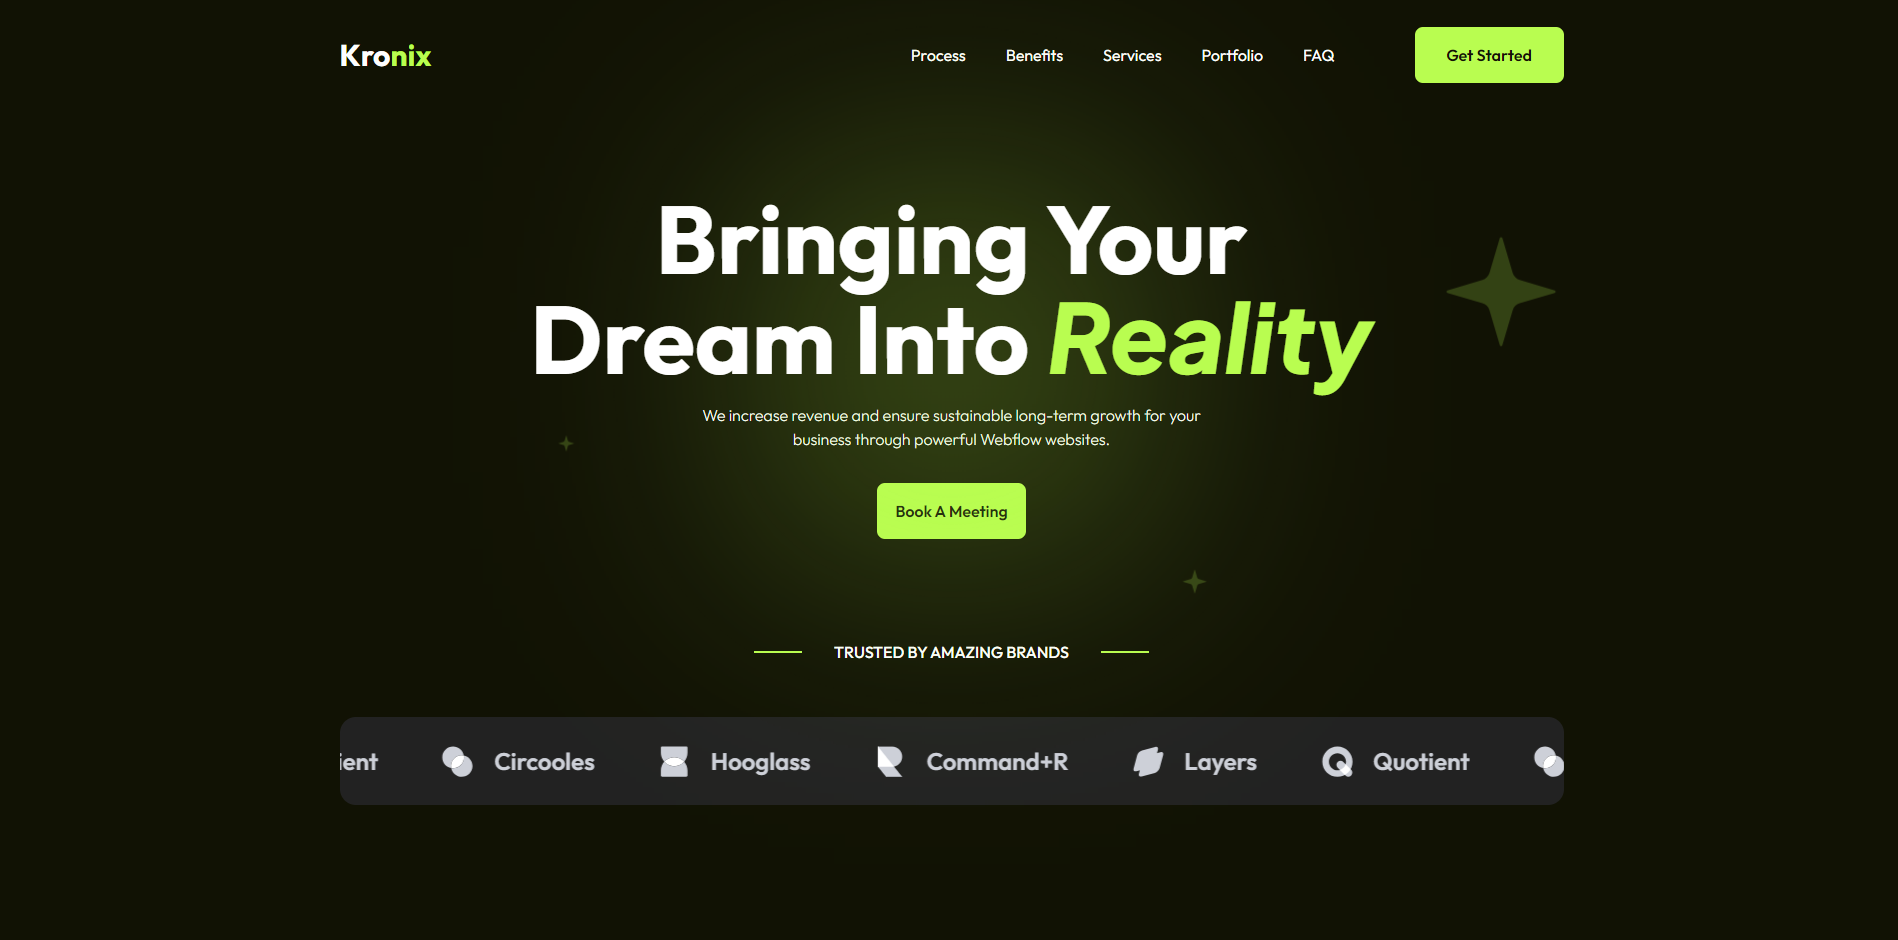 Kronix
Process Benefits Services Portfolio FAQ Get Started
Bringing Your
Dream Into Reality
We increase revenue and ensure sustainable long-term growth for your
business through powerful Webflow websites.
Book A Meeting
TRUSTED BY AMAZING BRANDS
ient Circooles Hooglass Command+R Layers Quotient